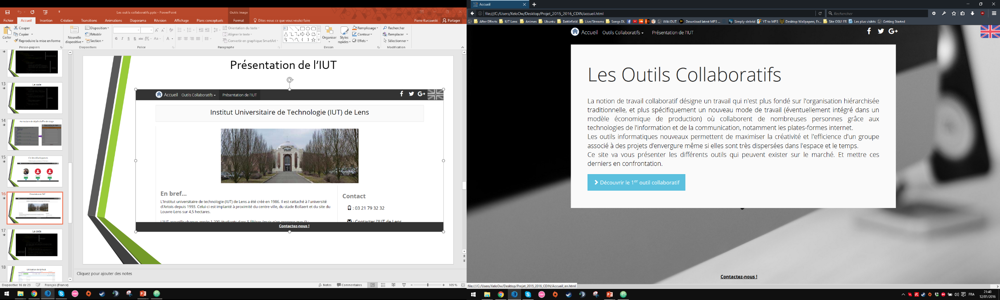 Les outils collaboratifs.pptx - PowerPoint
Outils Image
Fichier Accueil Insertion Création Transitions Animations Diaporama Révision Affichage Plans conceptuels Format Dites-nous ce que vous voulez faire
Pierre Kurzawski Partager
Coller
Couper
Copier
Reproduire la mise en forme
Presse-papiers
Nouvelle diapositive
Disposition
Rétablir
Section
Diapositives
G I S S abc AV Aa A
Police
Orientation du texte
Aligner le texte
Convertir en graphique SmartArt
Paragraphe
Organiser
Styles rapides
Remplissage
Contour
Effets
Dessin
Rechercher
Remplacer
Sélectionner
Modification
13
Le code
14
Formulaire de dépôt d'offre de stage
15
CV des développeurs
16
Présentation de l'IUT
17
Le code
18
Utilisation de Github
Présentation de l'IUT
Accueil Outils Collaboratifs Présentation de l'IUT
Institut Universitaire de Technologie (IUT) de Lens
En bref...
L'Institut universitaire de technologie (IUT) de Lens a été créé en 1986. Il est rattaché à l'université
d'Artois depuis 1993. Celui-ci est implanté à proximité du centre ville, du stade Bollaert et du site du
Louvre-Lens sur 4,5 hectares.
L'IUT accueille chaque année 1 200 étudiants dans 5 filières (mais n'en propose que 4) :
Contact
: 03 21 79 32 32
: Contacter l'IUT de Lens
Contactez-nous !
Cliquez pour ajouter des notes
Diapositive 16 de 23 Français (France) Notes Commentaires 105 %
Accueil
file:///C:/Users/XeloOw/Desktop/Projet_2015_2016_CDIN/accueil.html
Rechercher
After Effects IUT Lens Animes Ubuntu Battlefield Live/Streams Songs DL Wiki DUT Download latest MP3 ... Simply-debrid YT to MP3 Desktop Wallpapers, Fr... Site OSU! FR Les plus visités Getting Started
Accueil Outils Collaboratifs Présentation de l'IUT
Les Outils Collaboratifs
La notion de travail collaboratif désigne un travail qui n'est plus fondé sur l'organisation hiérarchisée
traditionnelle, et plus spécifiquement un nouveau mode de travail (éventuellement intégré dans un
modèle économique de production) où collaborent de nombreuses personnes grâce aux
technologies de l'information et de la communication, notamment les plates-formes internet.
Les outils informatiques nouveaux permettent de maximiser la créativité et l'efficience d'un groupe
associé à des projets d'envergure même si elles sont très dispersées dans l'espace et le temps.
Ce site va vous présenter les différents outils qui peuvent exister sur le marché. Et mettre ces
derniers en confrontation.
Découvrir le 1er outil collaboratif
Contactez-nous !
file:///C:/Users/XeloOw/Desktop/Projet_2015_2016_CDIN/Accueil_en.html
FRA
21:40
12/01/2016